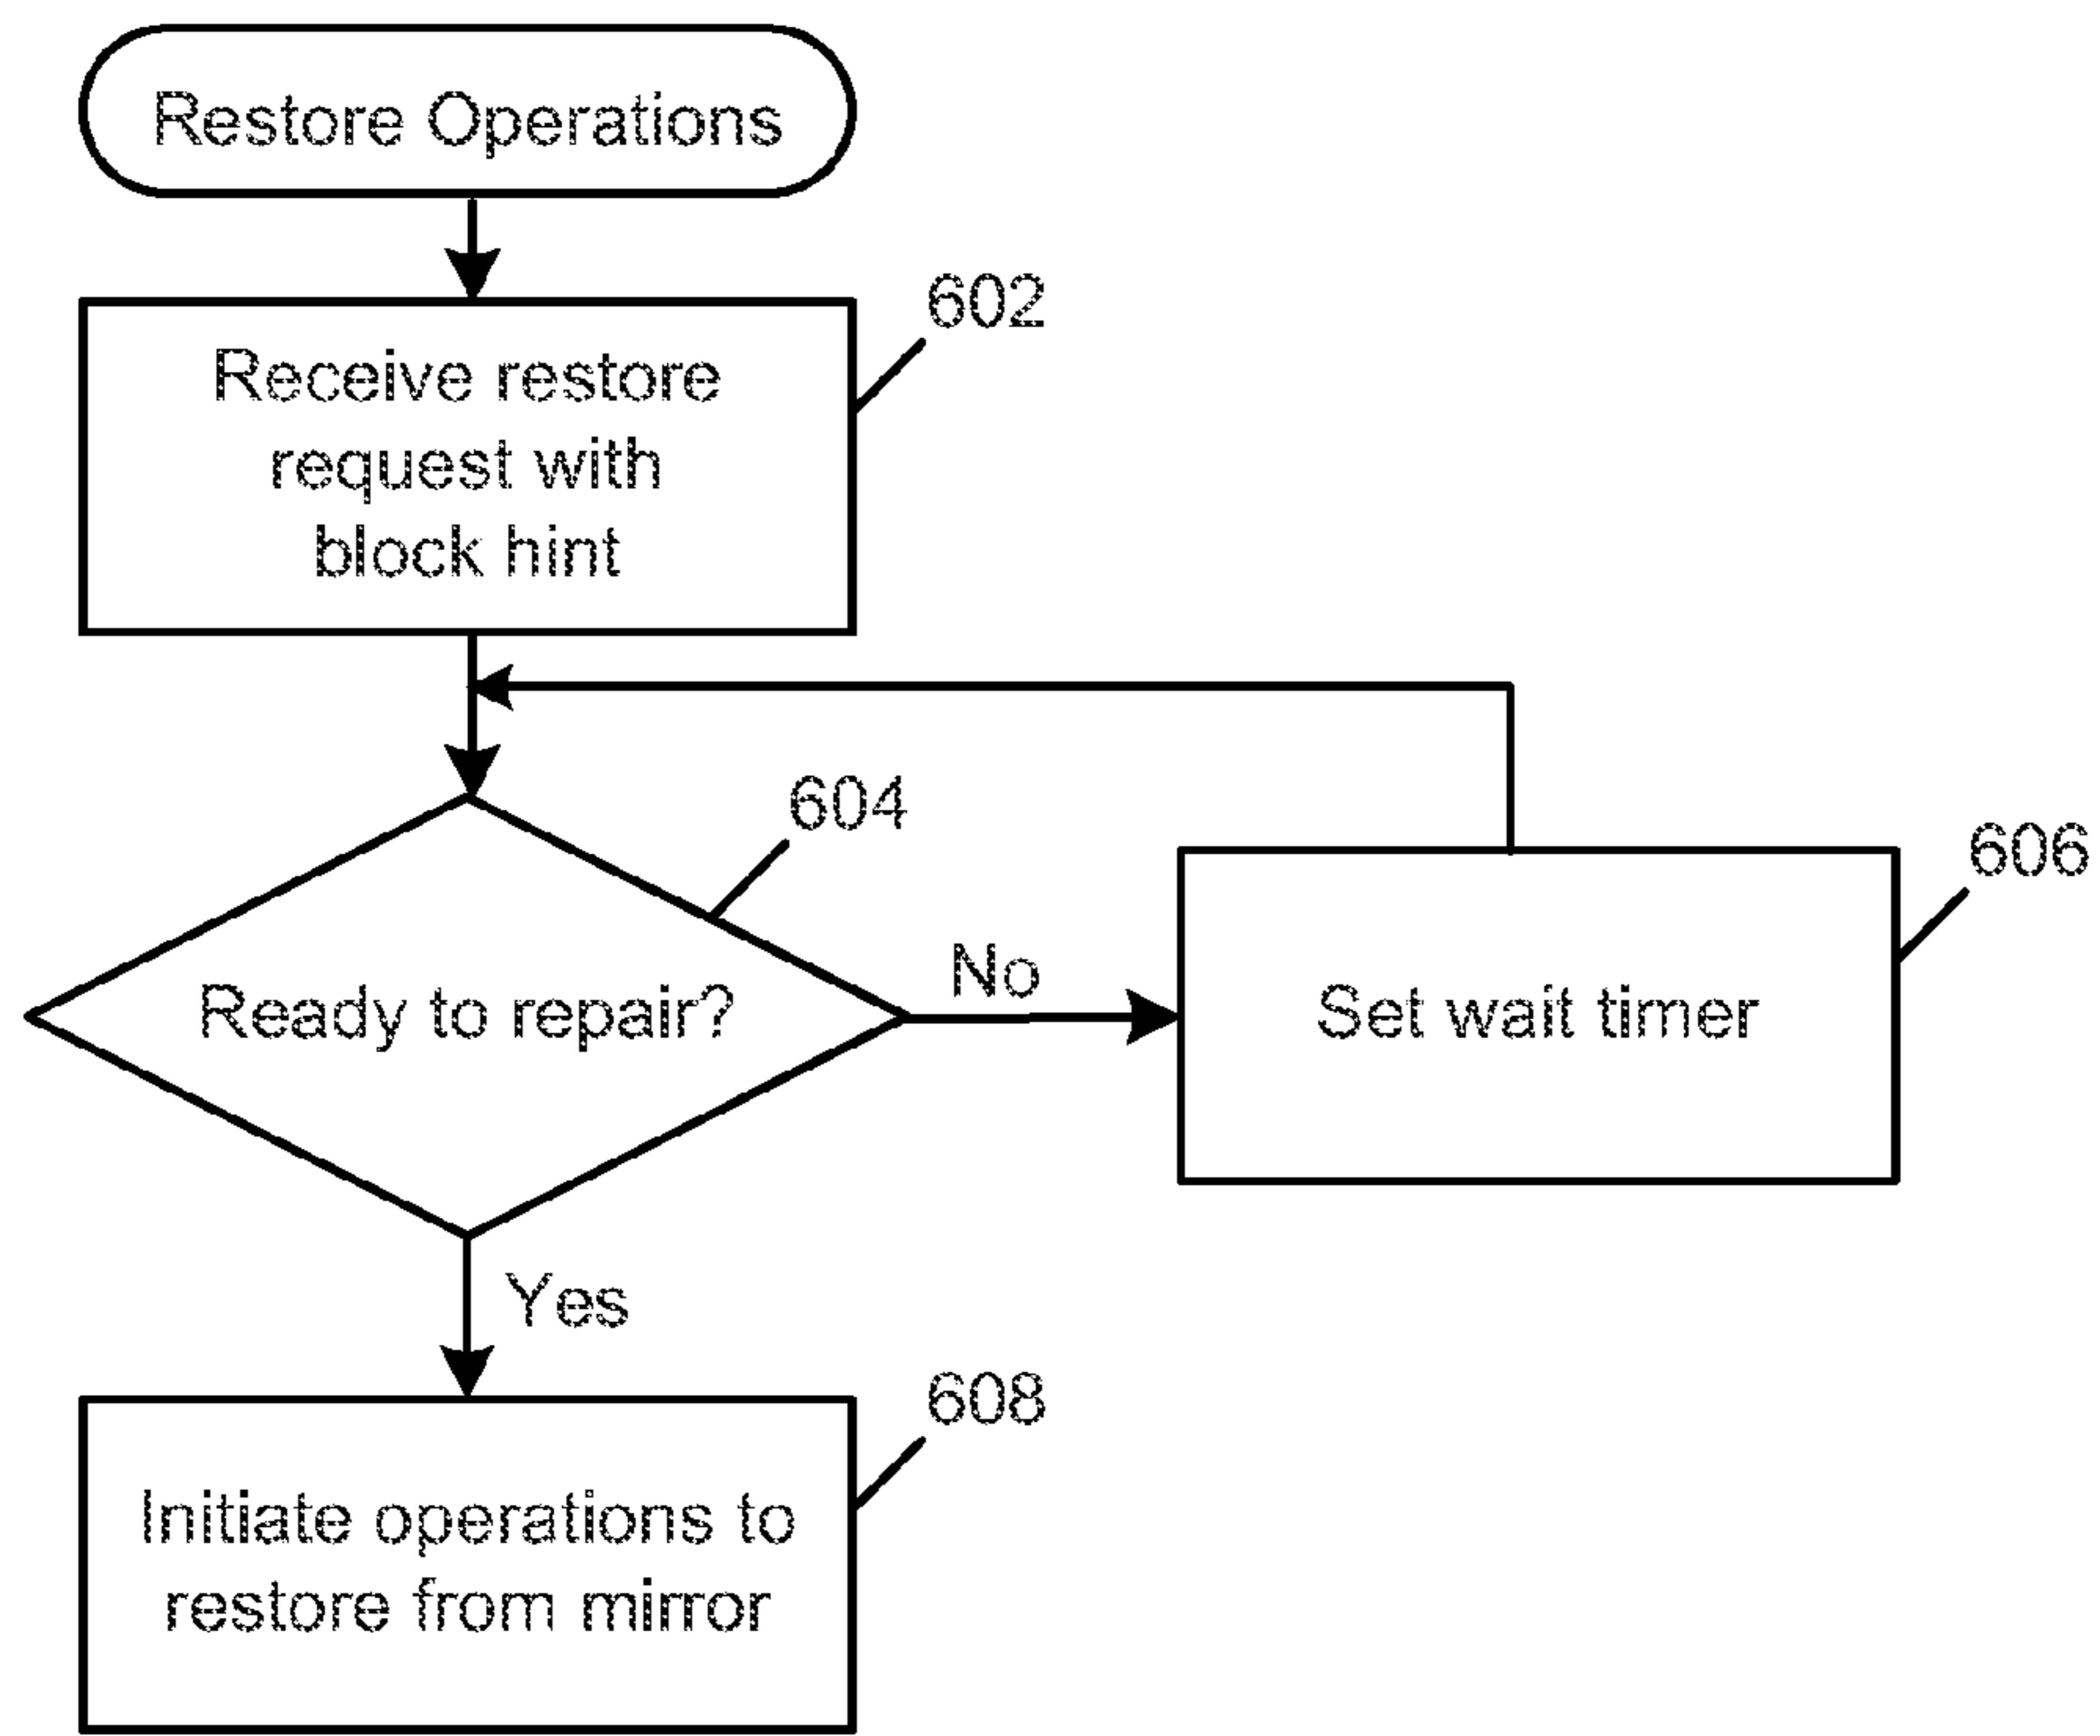 Restore Operations
602
Receive restore
request with
block hint
604
606
Ready to repair?
No
Set wait timer
Yes
608
Initiate operations to
restore from mirror